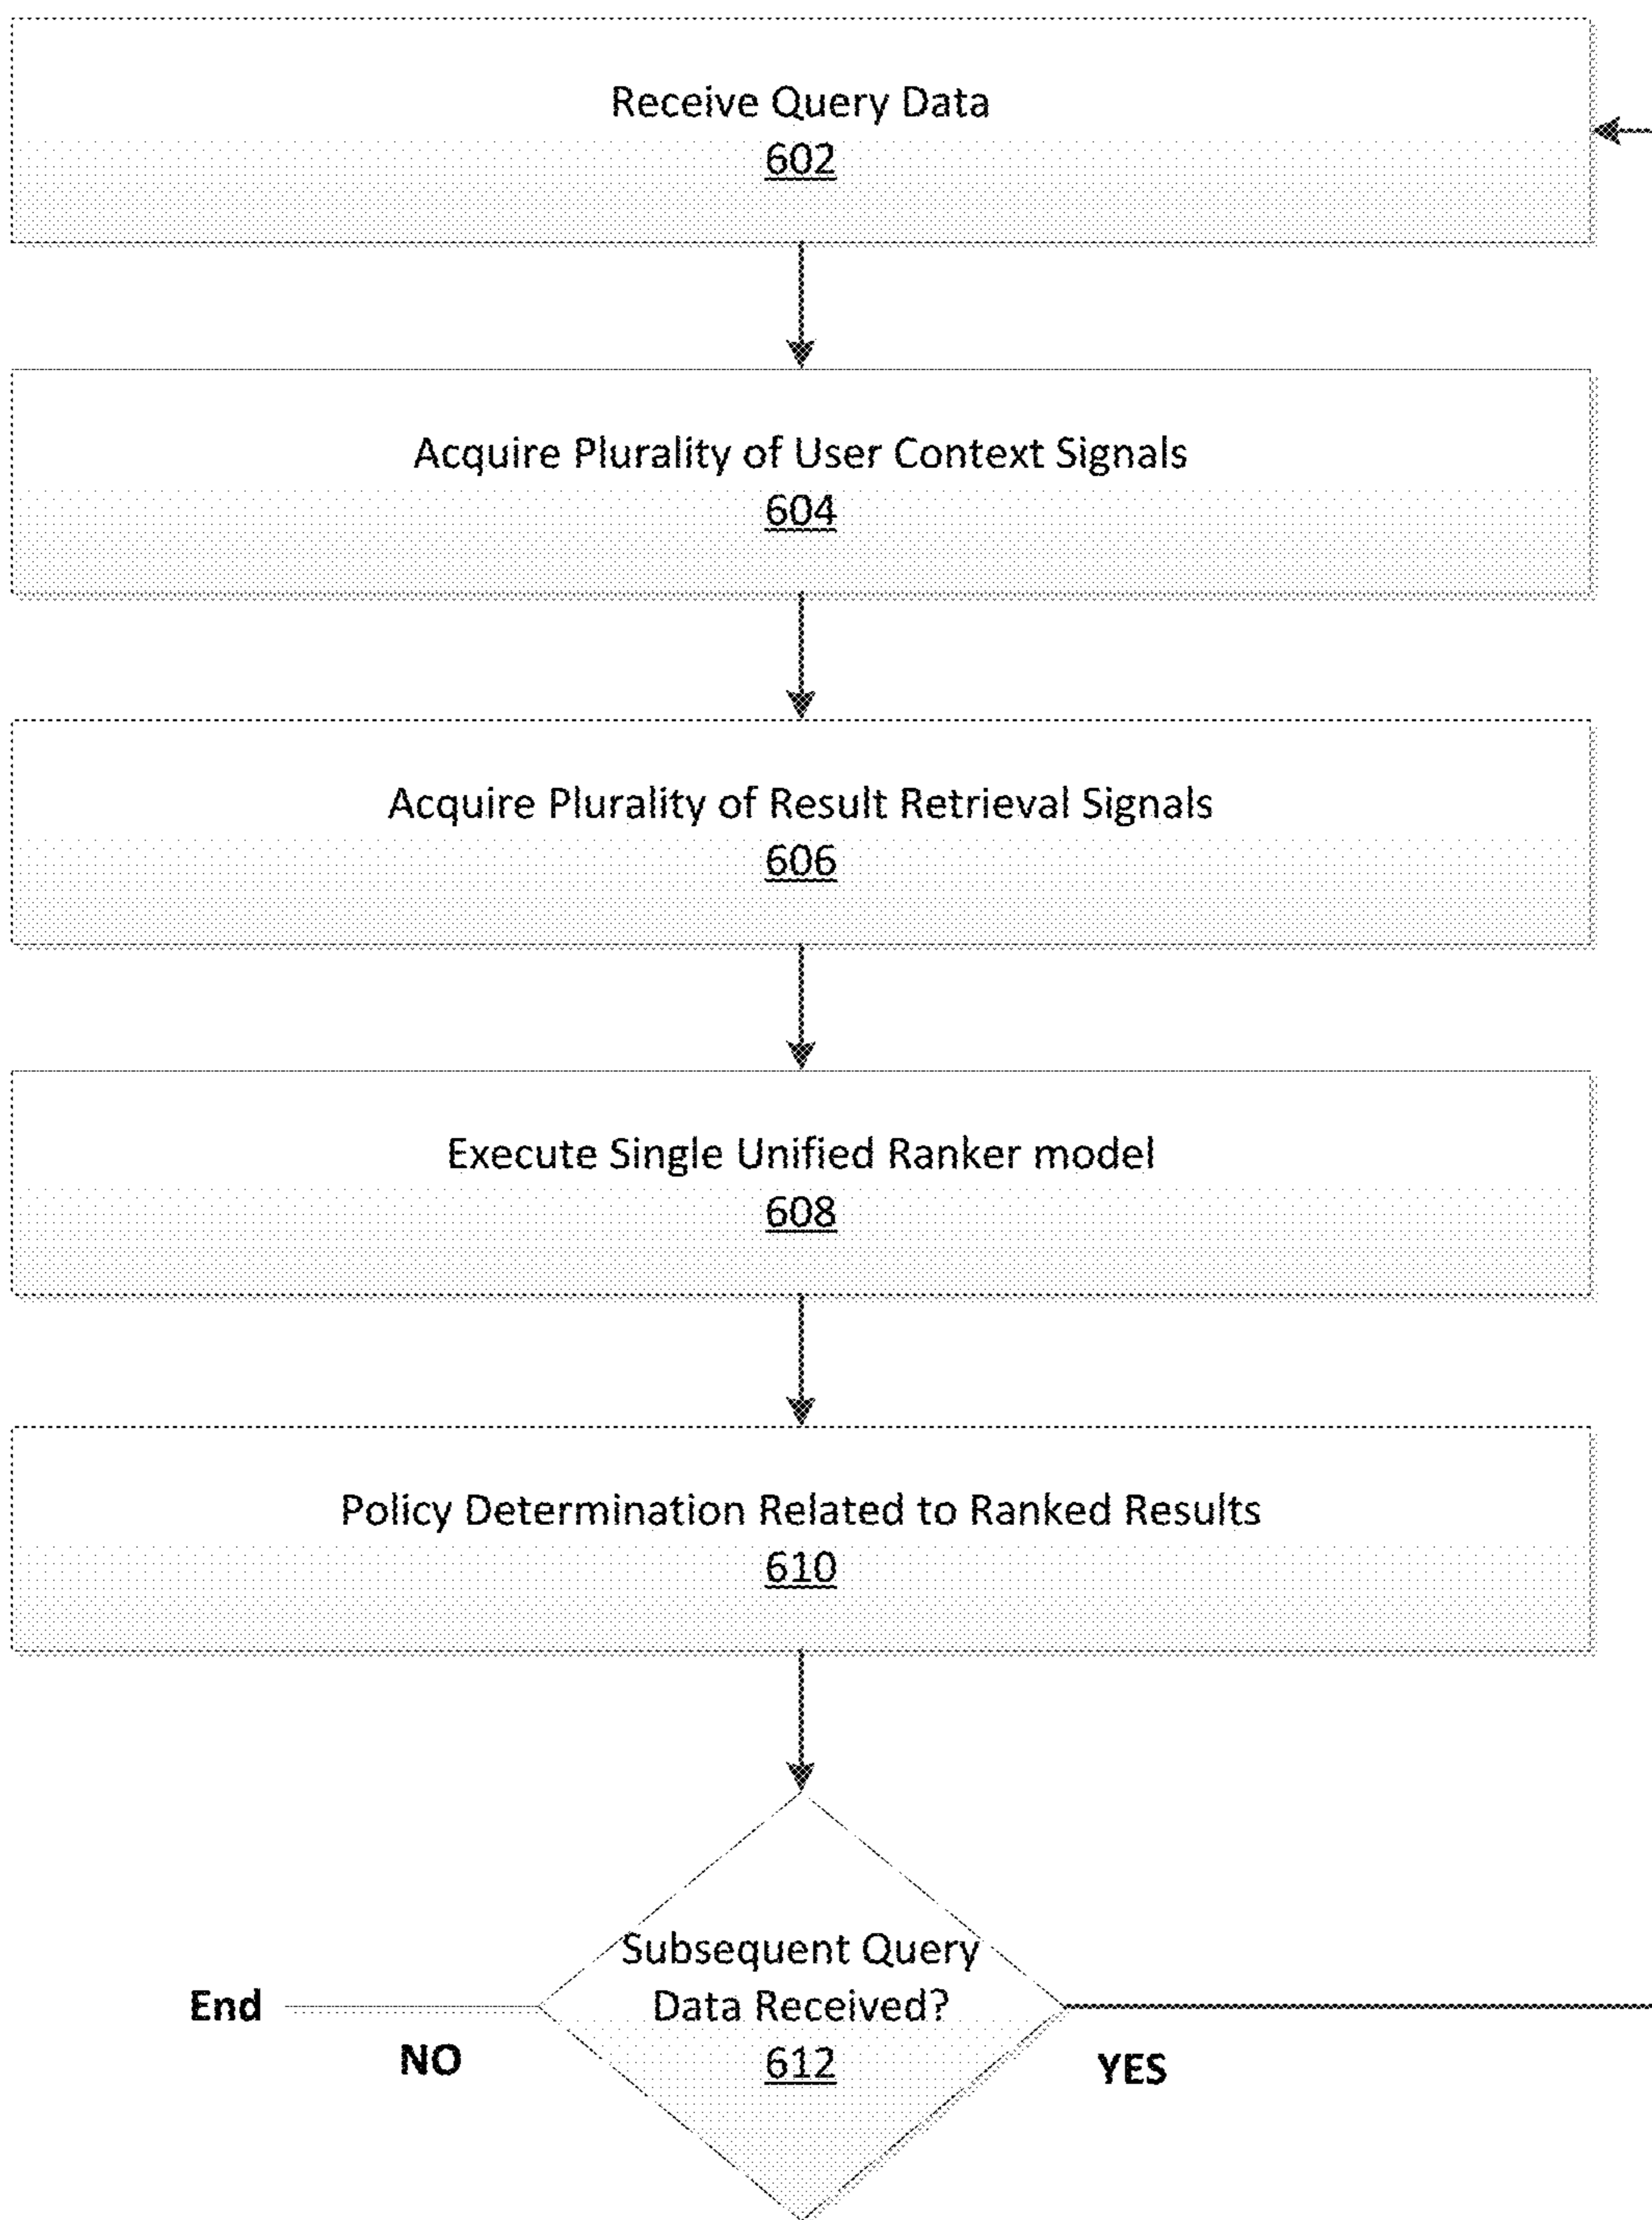 Receive Query Data
602
Acquire Plurality of User Context Signals
604
Acquire Plurality of Result Retrieval Signals
606
Execute Single Unified Ranker model
608
Policy Determination Related to Ranked Results
610
Subsequent Query
Data Received?
612
End
NO
YES